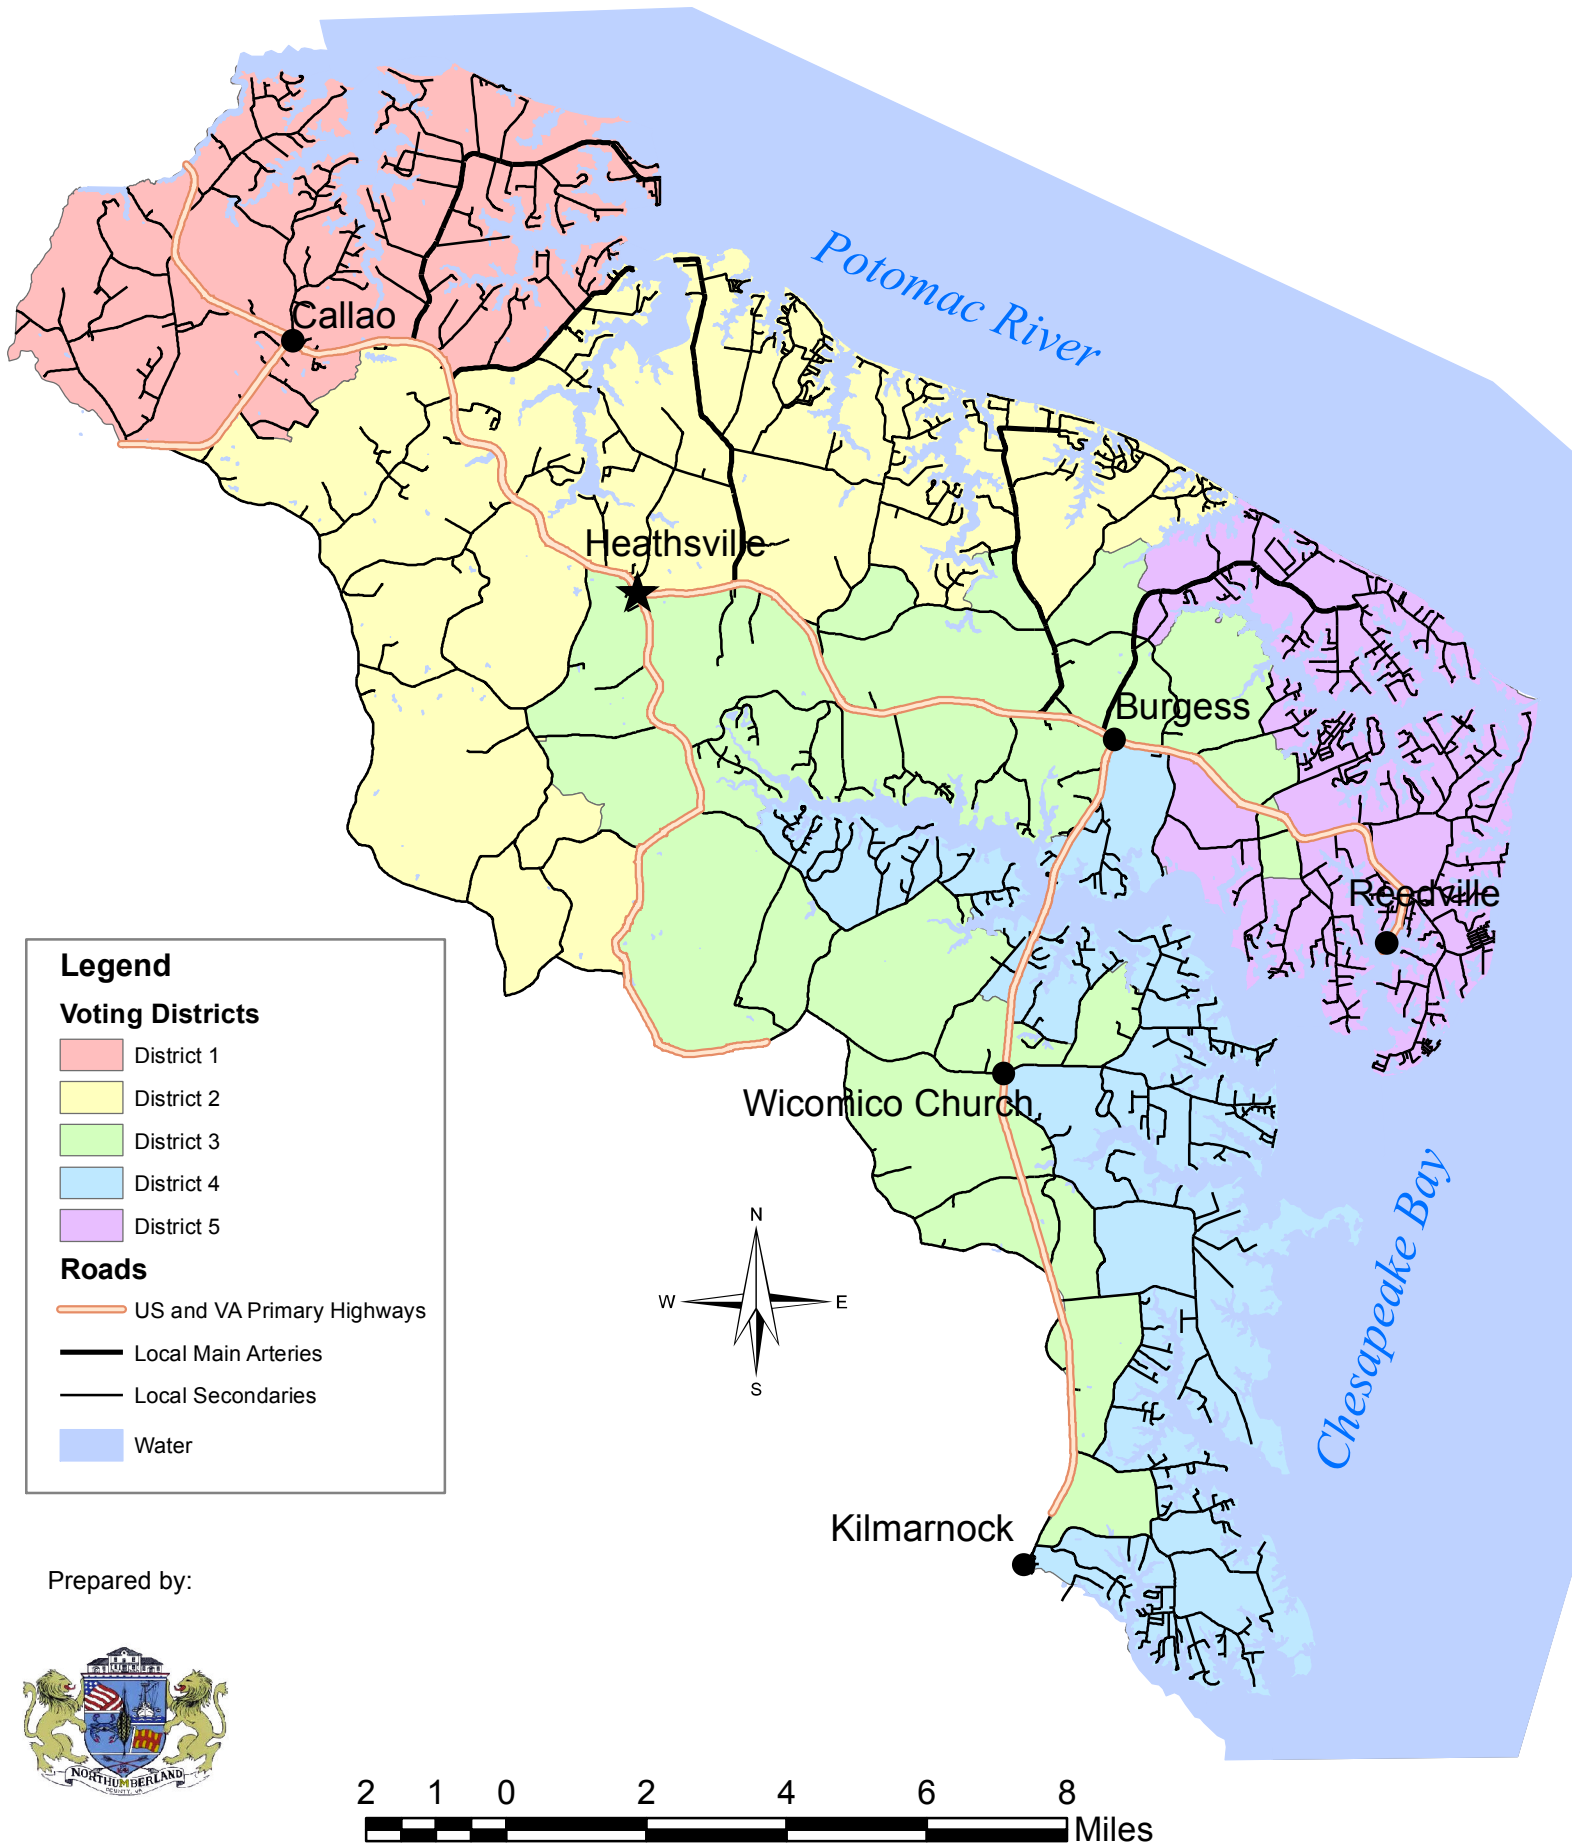 Potomac River
Callao
Heathsville
Burgess
Reedville
Wicomico Church
Chesapeake Bay
Kilmarnock
Legend
Voting Districts
District 1
District 2
District 3
District 4
District 5
Roads
US and VA Primary Highways
Local Main Arteries
Local Secondaries
Water
N
W
E
S
Prepared by:
NORTHUMBERLAND
COUNTY, VA
2 1 0 2 4 6 8
Miles